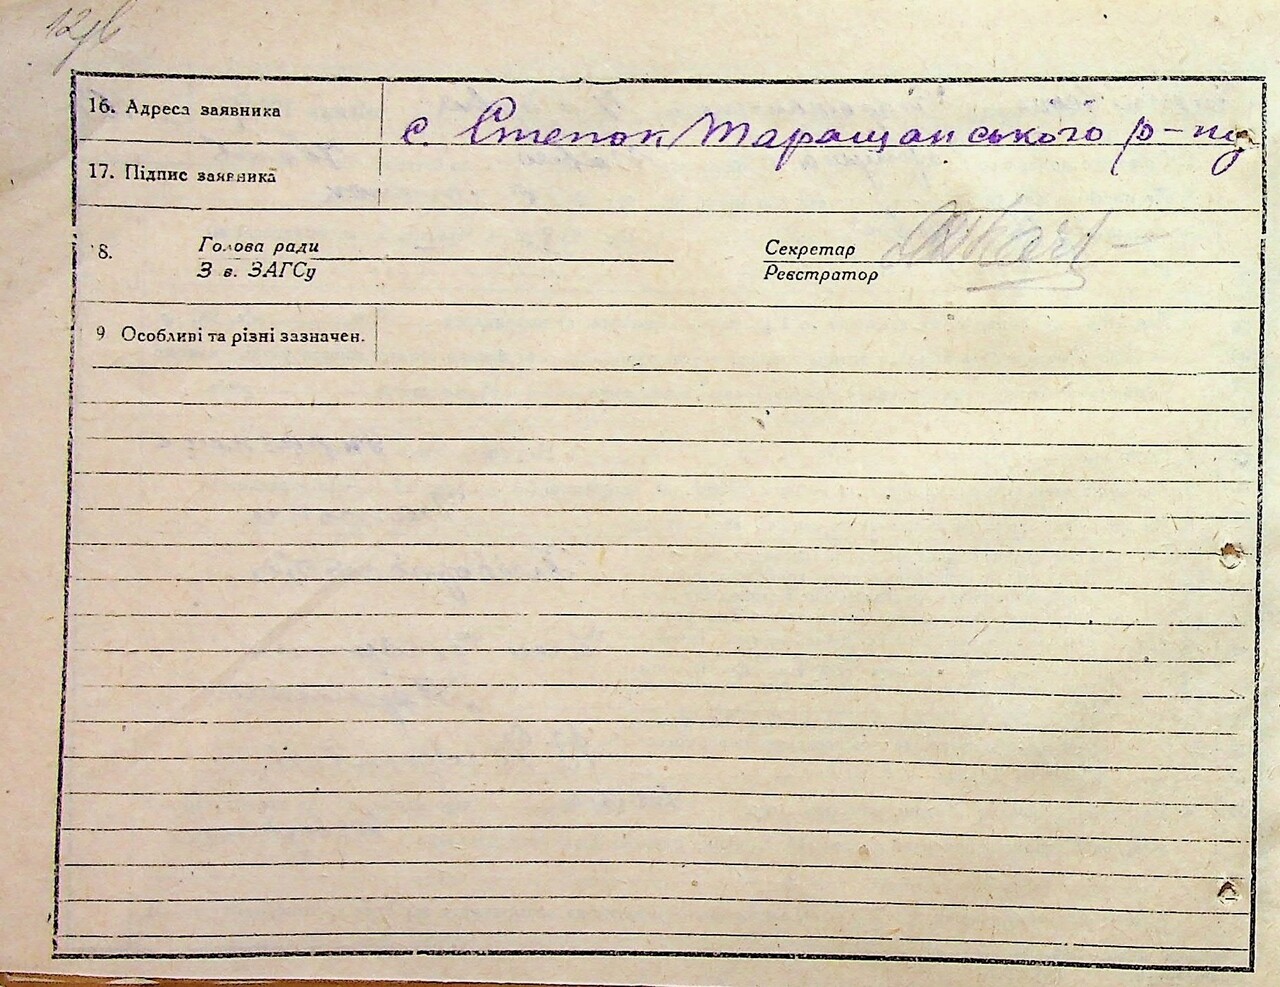 12
16. Адреса заявника
с. Степок Таращанського р-ну
17. Підпис заявника
8. Голова ради Секретар
З в. ЗАГСу Реєстратор
9 Особливі та різні зазначен.